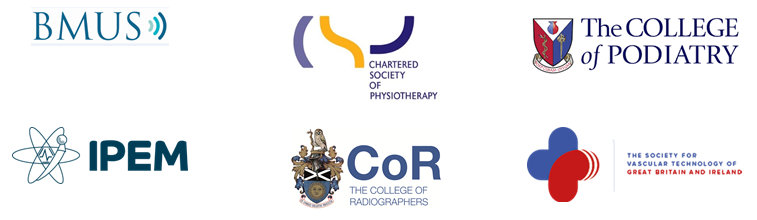 BMUS
CHARTERED
SOCIETY
OF
PHYSIOTHERAPY
The COLLEGE
of PODIATRY
IPEM
CoR
THE COLLEGE OF
RADIOGRAPHERS
THE SOCIETY FOR
VASCULAR TECHNOLOGY OF
GREAT BRITAIN AND IRELAND